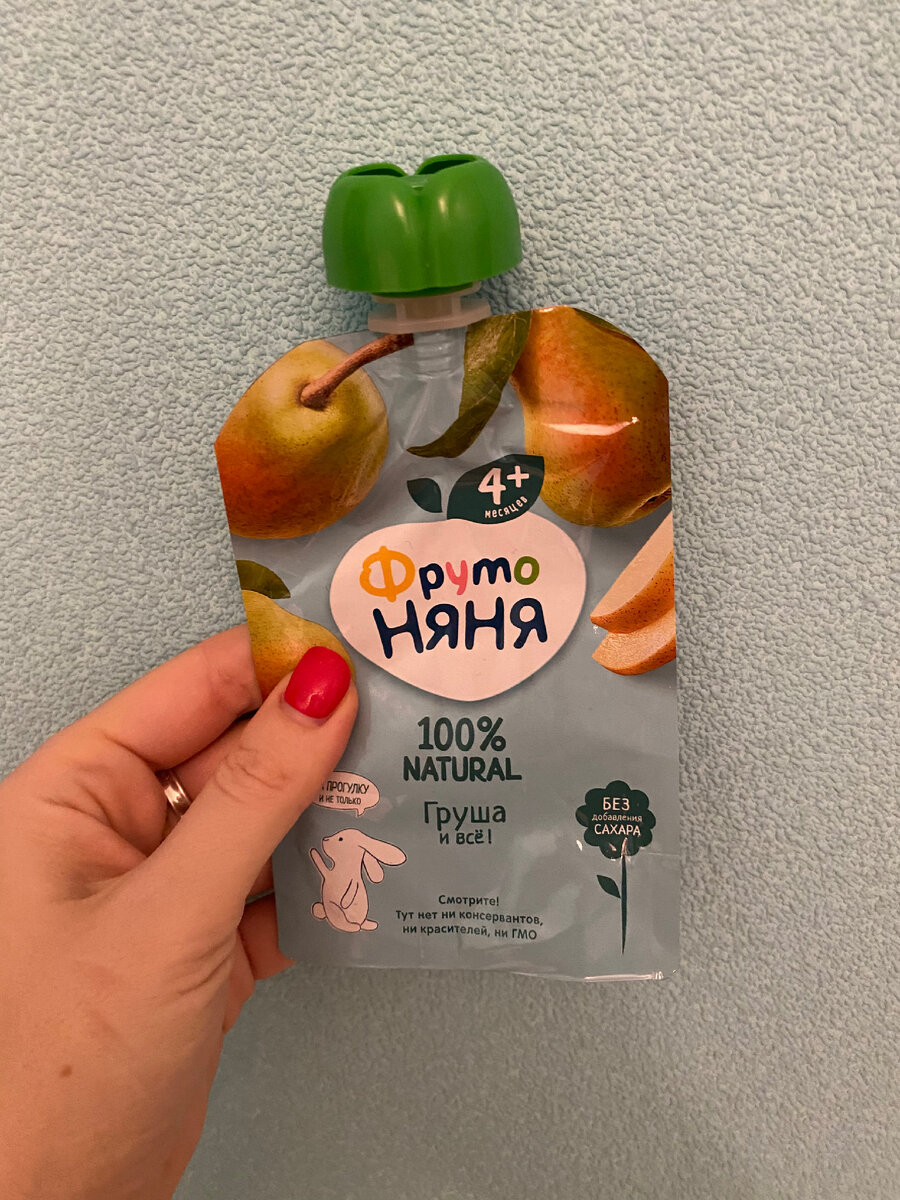 4+
месяцев
Фруто
НЯНЯ
100%
NATURAL
Груша
и всё!
ПРОГУЛКУ
И НЕ ТОЛЬКО
БЕЗ
добавления
САХАРА
Смотрите!
Тут нет ни консервантов,
ни красителей, ни ГМО